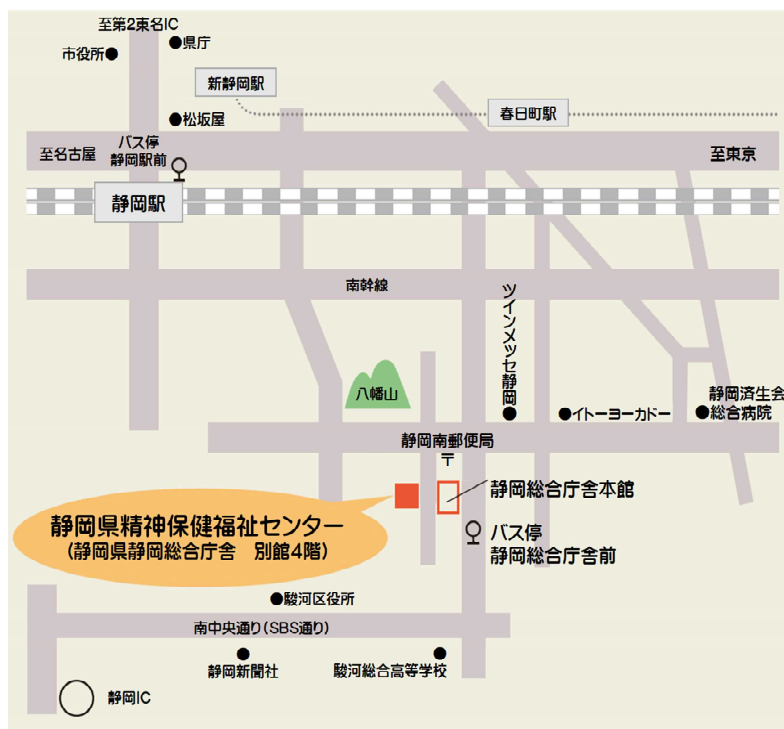 至第2東名IC
市役所
県庁
新静岡駅
春日町駅
松坂屋
バス停
静岡駅前
至名古屋
至東京
静岡駅
南幹線
ツインメッセ静岡
八幡山
イトーヨーカドー
静岡済生会
総合病院
静岡南郵便局
〒
静岡総合庁舎本館
静岡県精神保健福祉センター
(静岡県静岡総合庁舎 別館4階)
バス停
静岡総合庁舎前
駿河区役所
南中央通り(SBS通り)
静岡新聞社
駿河総合高等学校
静岡IC